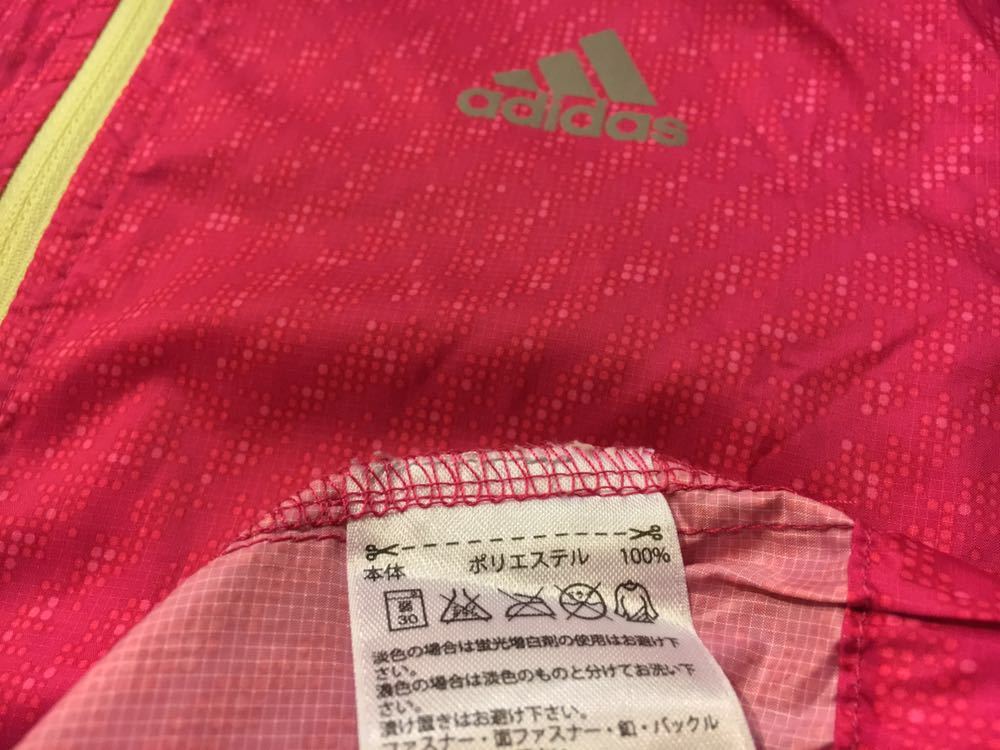 adidas
本体 ポリエステル 100%
弱
30
淡色の場合は蛍光増白剤の使用はお避け下
さい。
濃色の場合は淡色のものと分けてお洗い下
さい。
漬け置きはお避け下さい。
ファスナー・面ファスナー・釦・バックル